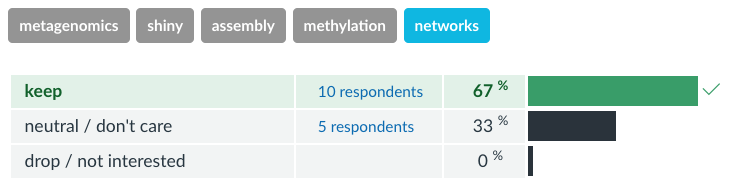 metagenomics shiny assembly methylation networks
keep 10 respondents 67 %
neutral / don't care 5 respondents 33 %
drop / not interested 0 %